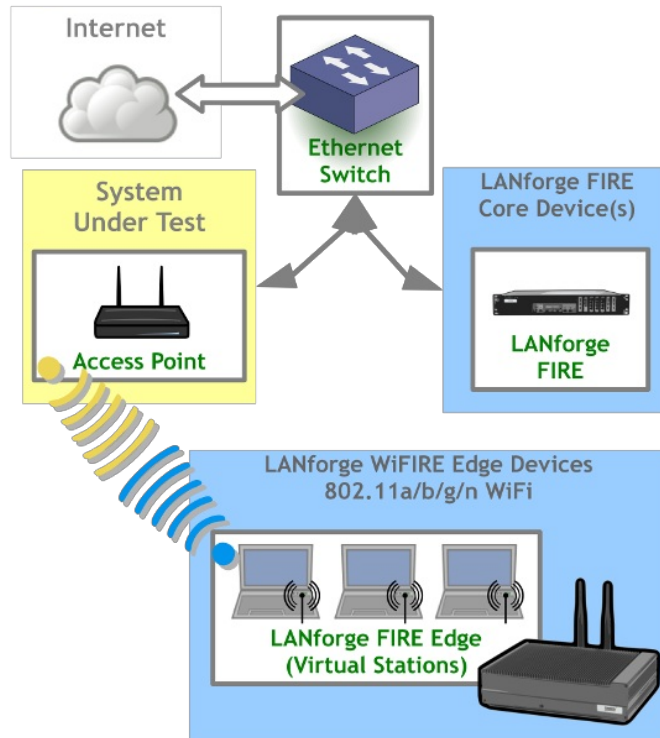 Internet
Ethernet
Switch
System
Under Test
Access Point
LANforge FIRE
Core Device(s)
LANforge
FIRE
LANforge WiFIRE Edge Devices
802.11a/b/g/n WiFi
LANforge FIRE Edge
(Virtual Stations)